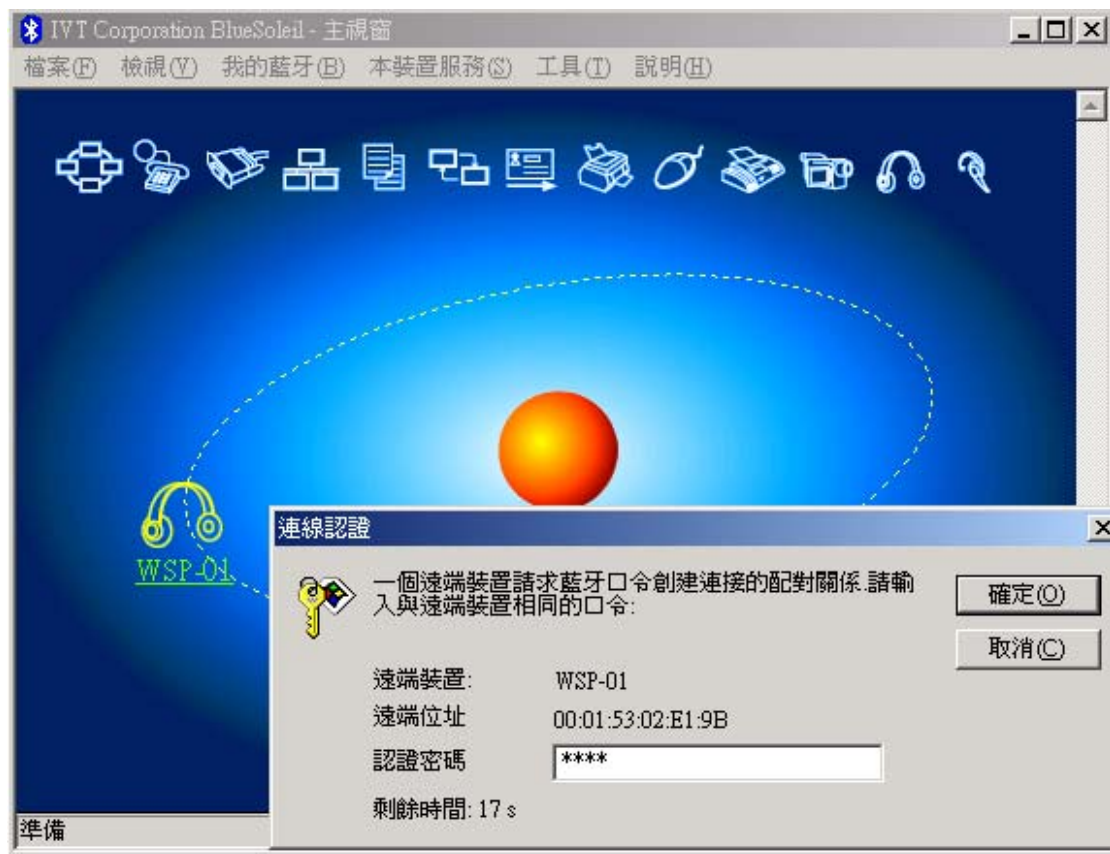 IVT Corporation BlueSoleil - 主視窗
檔案(F) 檢視(V) 我的藍牙(B) 本裝置服務(S) 工具(T) 說明(H)
WSP-01
連線認證
一個遠端裝置請求藍牙口令創建連接的配對關係.請輸
入與遠端裝置相同的口令:
確定(O)
取消(C)
遠端裝置: WSP-01
遠端位址 00:01:53:02:E1:9B
認證密碼 ****
剩餘時間: 17 s
準備